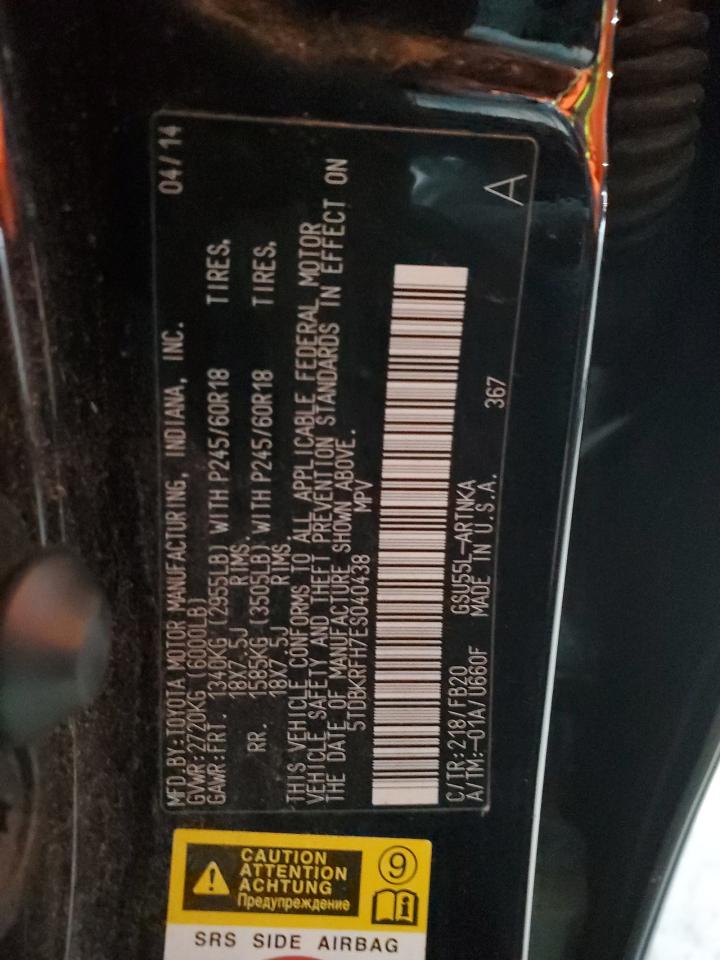 MFD.BY:TOYOTA MOTOR MANUFACTURING, INDIANA, INC. 04/14
GVWR:2720KG (6000LB)
GAWR:FRT. 1340KG (2955LB) WITH P245/60R18 TIRES,
18X7.5J RIMS.
RR. 1585KG (3505LB) WITH P245/60R18 TIRES,
18X7.5J RIMS.
THIS VEHICLE CONFORMS TO ALL APPLICABLE FEDERAL MOTOR
VEHICLE SAFETY AND THEFT PREVENTION STANDARDS IN EFFECT ON
THE DATE OF MANUFACTURE SHOWN ABOVE.
5TDBKRFH7ES040438 MPV
C/TR:218/FB20 GSU55L-ARTNKA
A/TM:-01A/U660F MADE IN U.S.A. 367 A
CAUTION
ATTENTION
ACHTUNG
Предупреждение
9
SRS SIDE AIRBAG